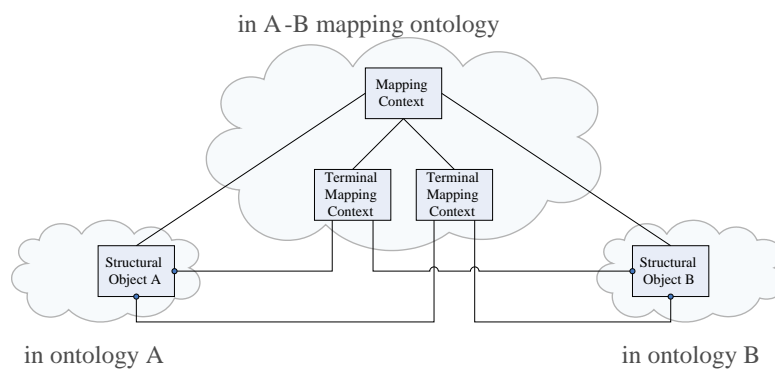 in A-B mapping ontology
Mapping
Context
Terminal
Mapping
Context
Terminal
Mapping
Context
Structural
Object A
Structural
Object B
in ontology A
in ontology B